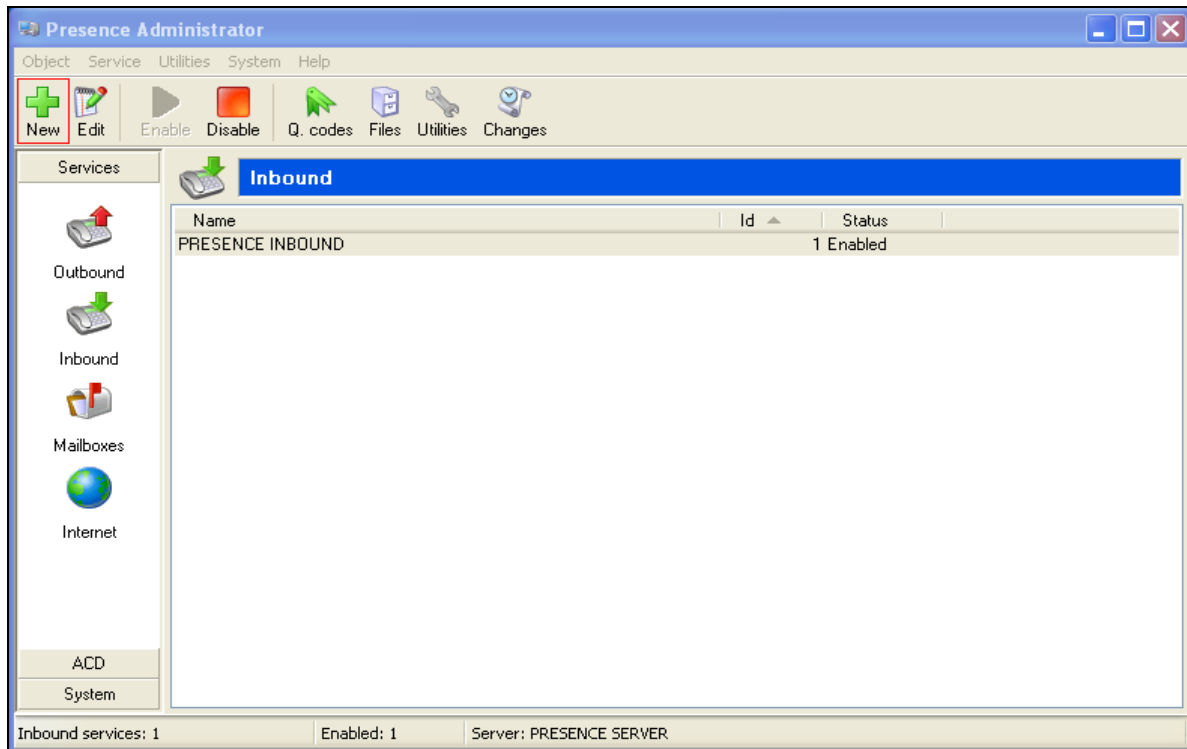 Presence Administrator
Object Service Utilities System Help
New Edit Enable Disable Q. codes Files Utilities Changes
Services
Inbound
Name Id Status
PRESENCE INBOUND 1 Enabled
Outbound
Inbound
Mailboxes
Internet
ACD
System
Inbound services: 1 Enabled: 1 Server: PRESENCE SERVER